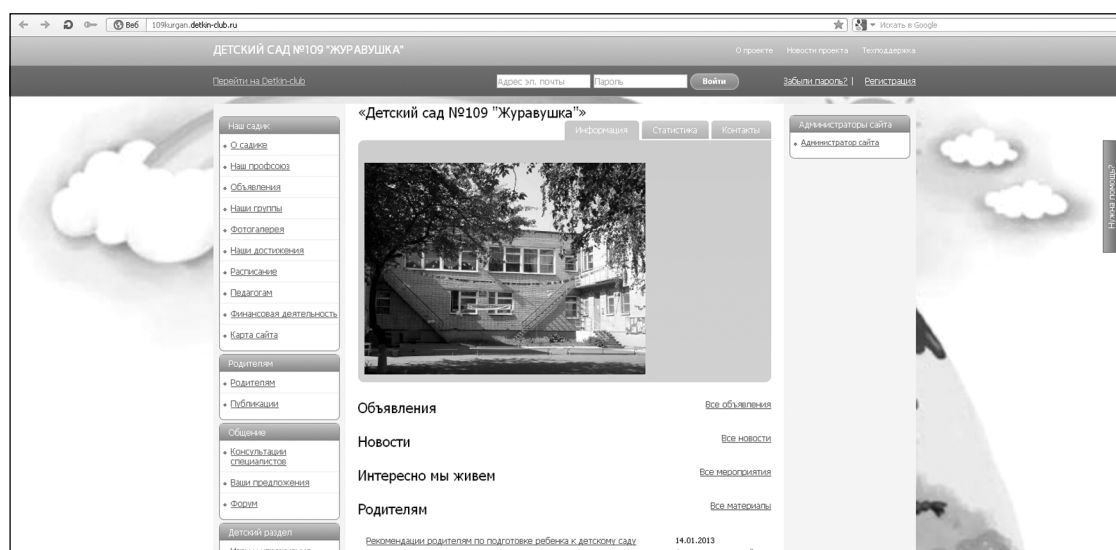 Веб
109kurgan.detkin-club.ru
Искать в Google
ДЕТСКИЙ САД №109 "ЖУРАВУШКА"
О проекте Новости проекта Техподдержка
Перейти на Detkin-club
Адрес эл. почты
Пароль
Войти
Забыли пароль? | Регистрация
Наш садик
О садике
Наш профсоюз
Объявления
Наши группы
Фотогалерея
Наши достижения
Расписание
Педагогам
Финансовая деятельность
Карта сайта
Родителям
Родителям
Публикации
Общение
Консультации
специалистов
Ваши предложения
Форум
Детский раздел
«Детский сад №109 "Журавушка"»
Информация Статистика Контакты
Объявления Все объявления
Новости Все новости
Интересно мы живем Все мероприятия
Родителям Все материалы
Рекомендации родителям по подготовке ребенка к детскому саду 14.01.2013
Администраторы сайта
Администратор сайта
Нужна помощь?